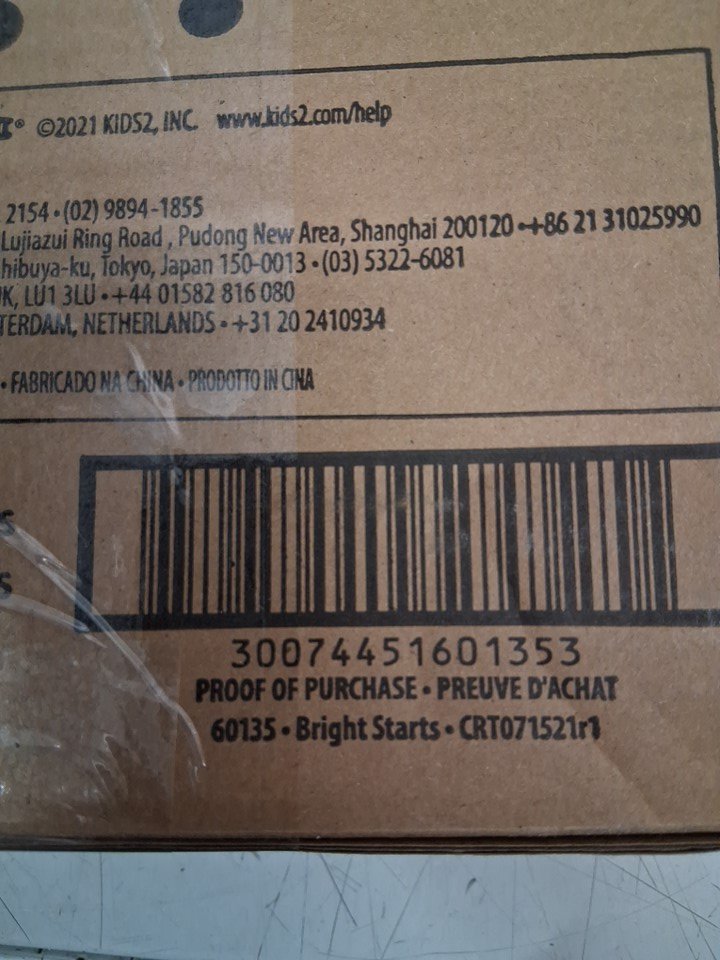 ® ©2021 KIDS2, INC. www.kids2.com/help
2154 • (02) 9894-1855
Lujiazui Ring Road , Pudong New Area, Shanghai 200120 • +86 21 31025990
hibuya-ku, Tokyo, Japan 150-0013 • (03) 5322-6081
K, LU1 3LU • +44 01582 816 080
TERDAM, NETHERLANDS • +31 20 2410934
• FABRICADO NA CHINA • PRODOTTO IN CINA
S
S
30074451601353
PROOF OF PURCHASE • PREUVE D'ACHAT
60135 • Bright Starts • CRT071521r1